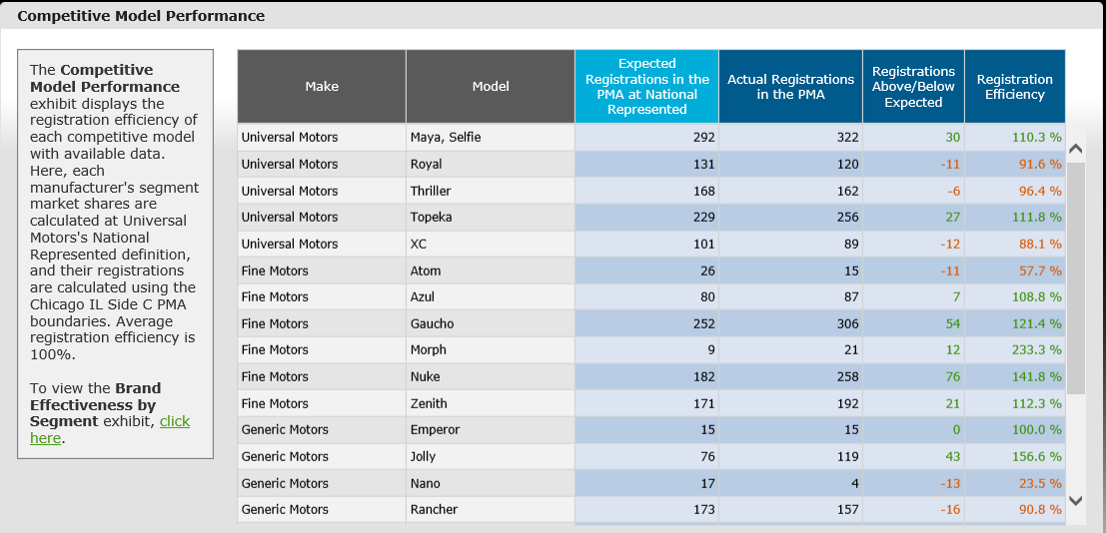 Competitive Model Performance
The Competitive
Model Performance
exhibit displays the
registration efficiency of
each competitive model
with available data.
Here, each
manufacturer's segment
market shares are
calculated at Universal
Motors's National
Represented definition,
and their registrations
are calculated using the
Chicago IL Side C PMA
boundaries. Average
registration efficiency is
100%.
To view the Brand
Effectiveness by
Segment exhibit, click
here.
Make Model Expected Registrations in the PMA at National Represented Actual Registrations in the PMA Registrations Above/Below Expected Registration Efficiency
Universal Motors Maya, Selfie 292 322 30 110.3 %
Universal Motors Royal 131 120 -11 91.6 %
Universal Motors Thriller 168 162 -6 96.4 %
Universal Motors Topeka 229 256 27 111.8 %
Universal Motors XC 101 89 -12 88.1 %
Fine Motors Atom 26 15 -11 57.7 %
Fine Motors Azul 80 87 7 108.8 %
Fine Motors Gaucho 252 306 54 121.4 %
Fine Motors Morph 9 21 12 233.3 %
Fine Motors Nuke 182 258 76 141.8 %
Fine Motors Zenith 171 192 21 112.3 %
Generic Motors Emperor 15 15 0 100.0 %
Generic Motors Jolly 76 119 43 156.6 %
Generic Motors Nano 17 4 -13 23.5 %
Generic Motors Rancher 173 157 -16 90.8 %